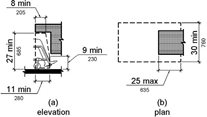 8 min
205
27 min
685
9 min
230
11 min
280
(a)
elevation
30 min
760
25 max
635
(b)
plan